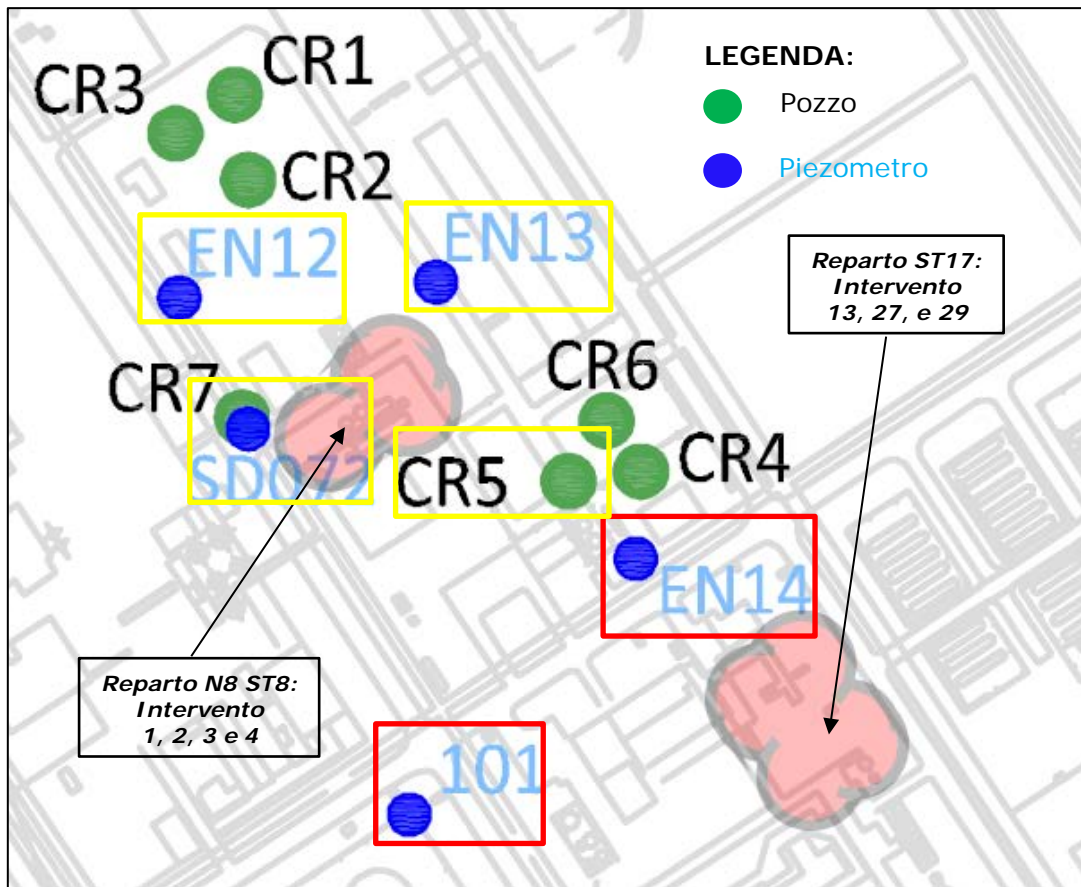 CR1
CR3
CR2
LEGENDA:
Pozzo
Piezometro
EN12
EN13
Reparto ST17:
Intervento
13, 27, e 29
CR7
SD072
CR6
CR5
CR4
EN14
Reparto N8 ST8:
Intervento
1, 2, 3 e 4
101